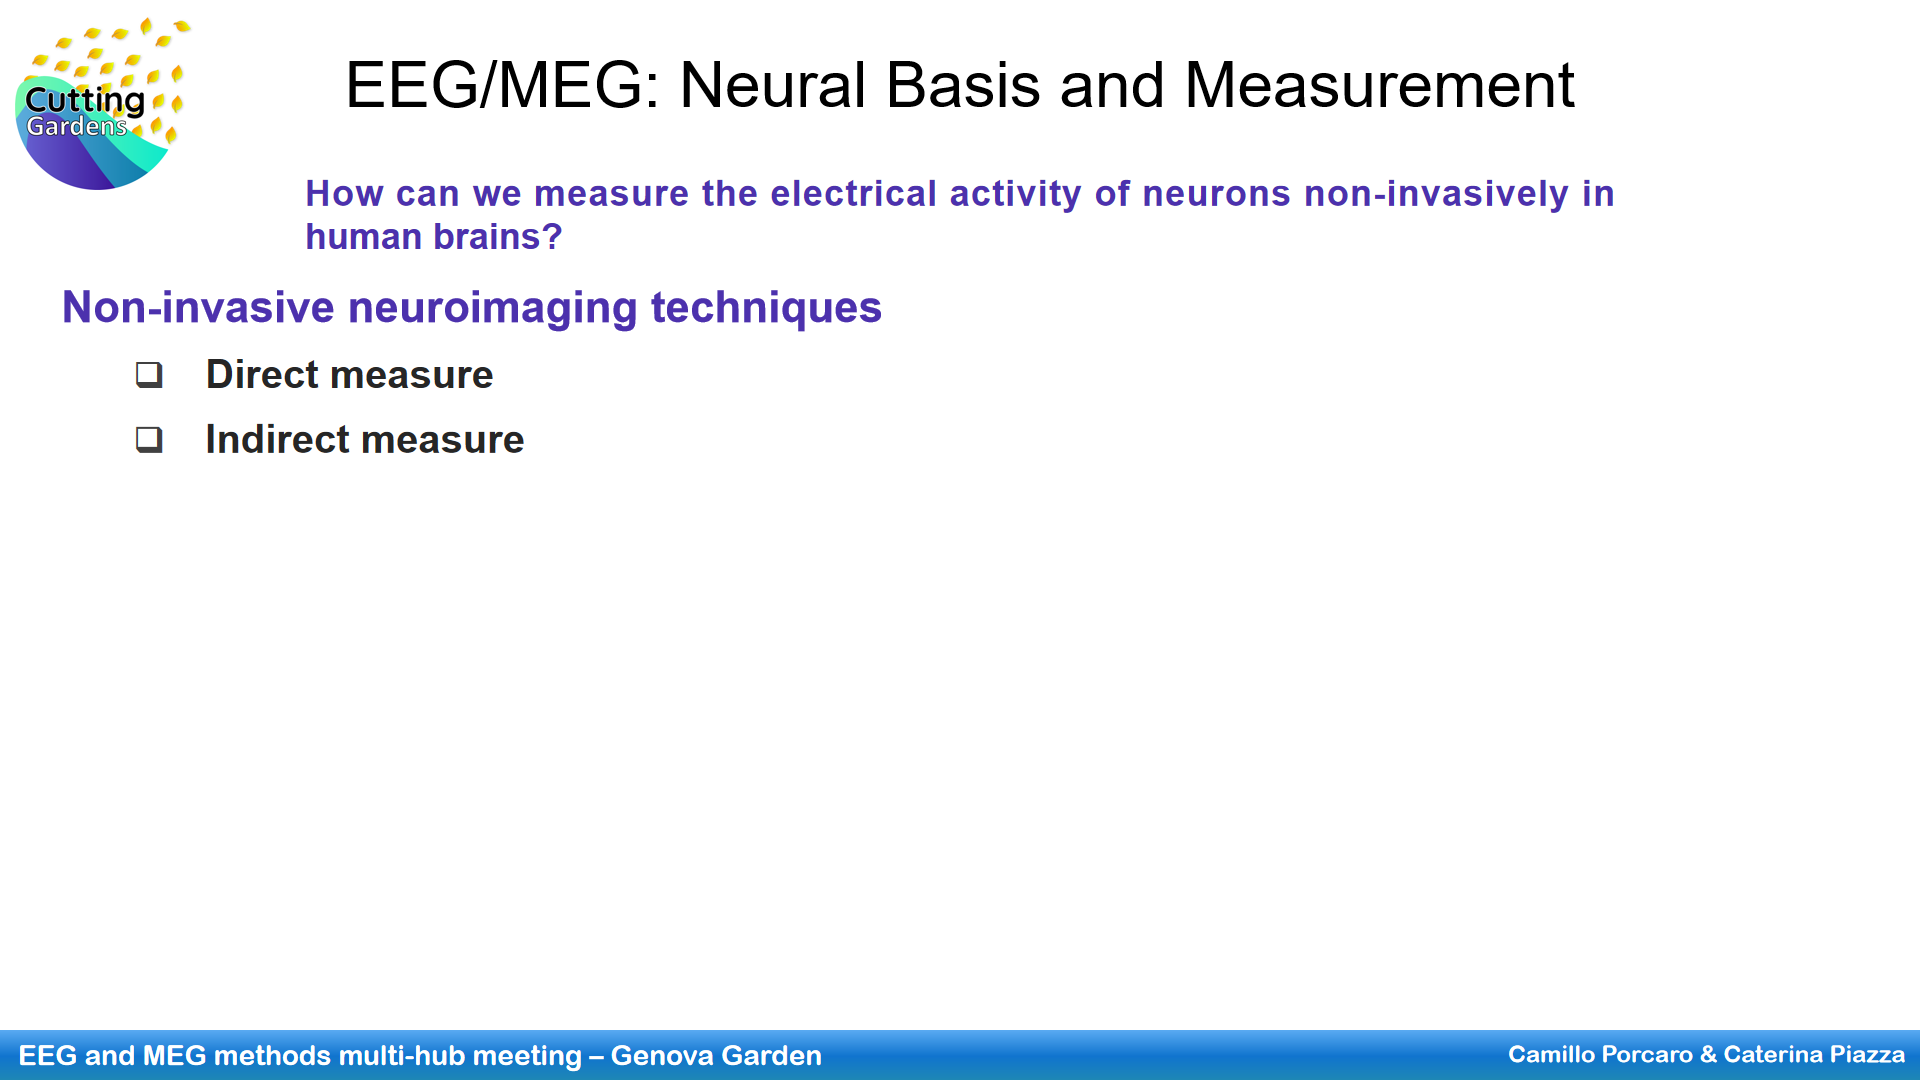 Cutting
Gardens
EEG/MEG: Neural Basis and Measurement
How can we measure the electrical activity of neurons non-invasively in
human brains?
Non-invasive neuroimaging techniques
❑ Direct measure
❑ Indirect measure
EEG and MEG methods multi-hub meeting – Genova Garden
Camillo Porcaro & Caterina Piazza